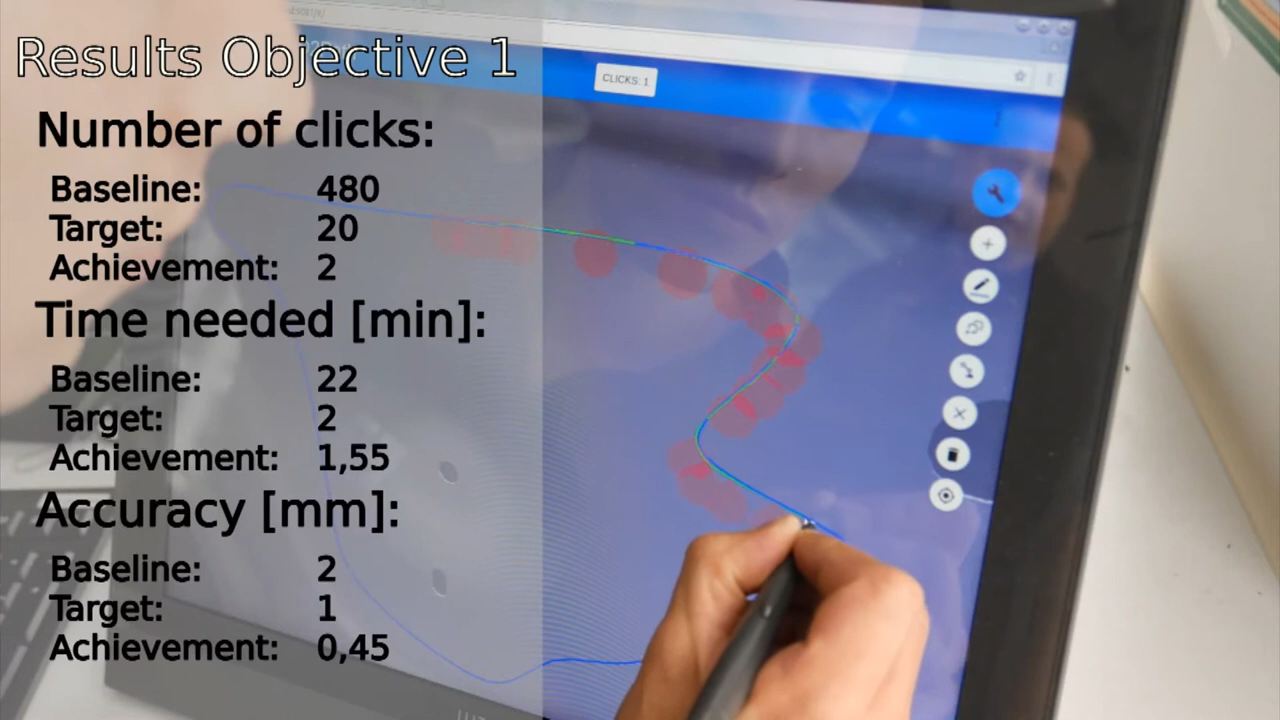 Results Objective 1
CLICKS: 1
Number of clicks:
Baseline: 480
Target: 20
Achievement: 2
Time needed [min]:
Baseline: 22
Target: 2
Achievement: 1,55
Accuracy [mm]:
Baseline: 2
Target: 1
Achievement: 0,45